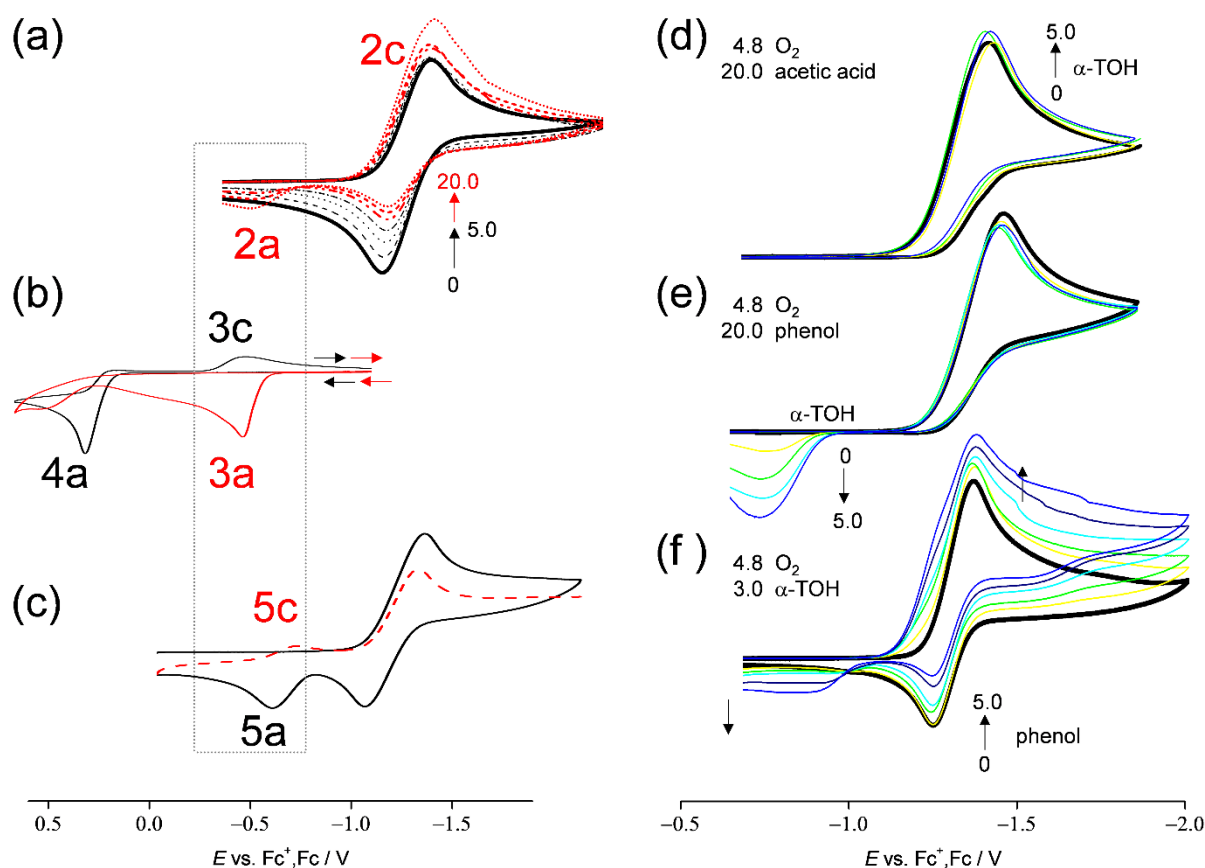 (a)
2c
2a
20.0
5.0
0
(b)
3c
4a
3a
(c)
5c
5a
0.5 0.0 −0.5 −1.0 −1.5
E vs. Fc⁺,Fc / V
(d)
4.8 O₂
20.0 acetic acid
5.0
α-TOH
0
(e)
4.8 O₂
20.0 phenol
α-TOH
0
5.0
(f)
4.8 O₂
3.0 α-TOH
5.0
phenol
0
−0.5 −1.0 −1.5 −2.0
E vs. Fc⁺,Fc / V